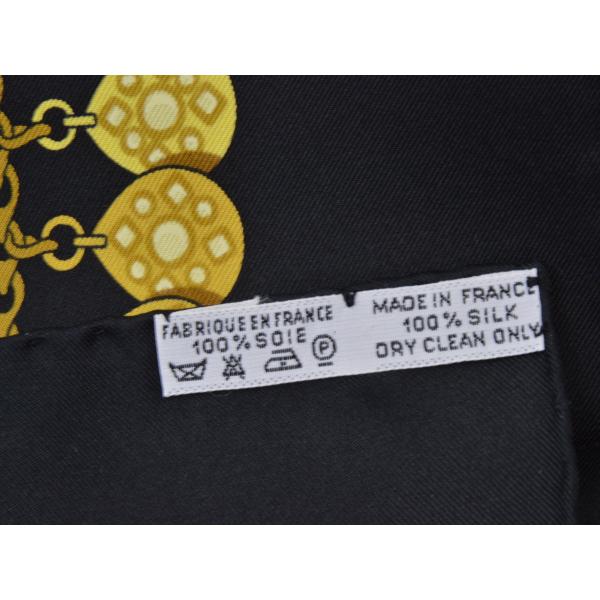 FABRIQUE EN FRANCE
100% SOIE
P
MADE IN FRANCE
100% SILK
DRY CLEAN ONLY